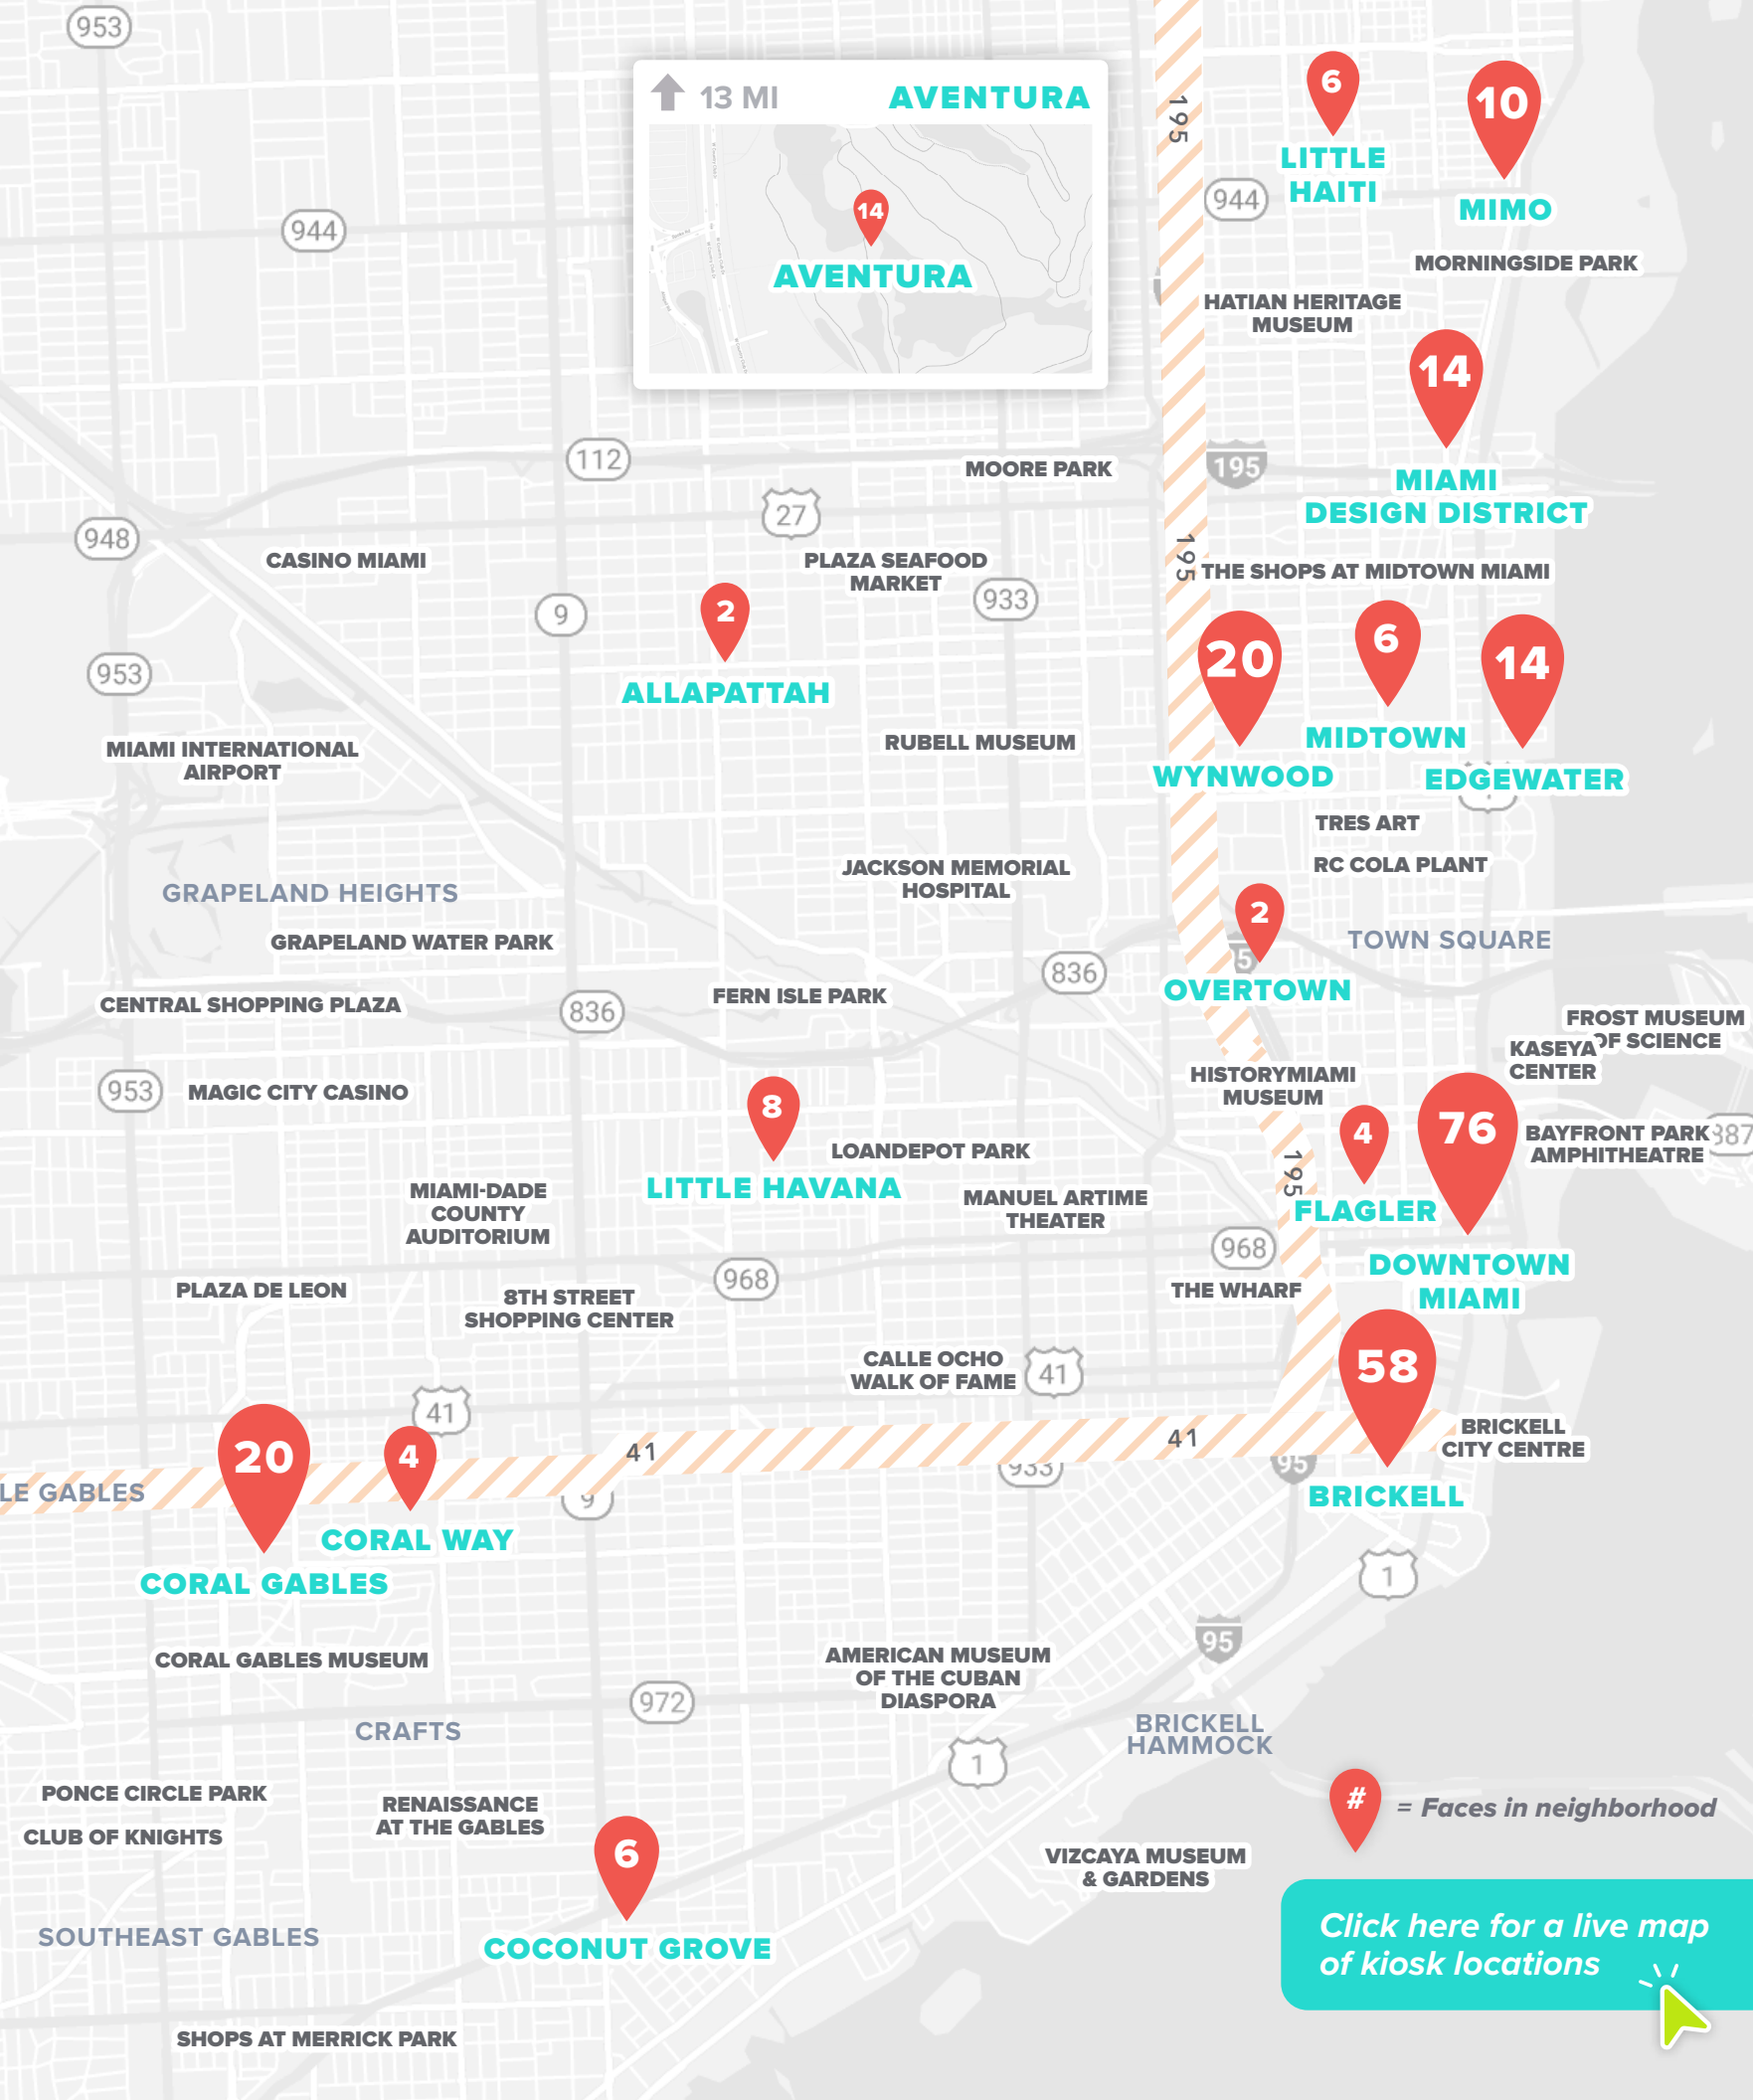 953
13 MI
AVENTURA
14
AVENTURA
195
6
LITTLE
HAITI
10
MIMO
944
944
MORNINGSIDE PARK
HATIAN HERITAGE
MUSEUM
14
MIAMI
DESIGN DISTRICT
112
MOORE PARK
195
27
948
CASINO MIAMI
PLAZA SEAFOOD
MARKET
195
THE SHOPS AT MIDTOWN MIAMI
9
2
ALLAPATTAH
933
20
WYNWOOD
6
MIDTOWN
14
EDGEWATER
953
MIAMI INTERNATIONAL
AIRPORT
RUBELL MUSEUM
TRES ART
RC COLA PLANT
JACKSON MEMORIAL
HOSPITAL
GRAPELAND HEIGHTS
GRAPELAND WATER PARK
2
OVERTOWN
TOWN SQUARE
836
CENTRAL SHOPPING PLAZA
836
FERN ISLE PARK
FROST MUSEUM
OF SCIENCE
KASEYA
CENTER
953
MAGIC CITY CASINO
8
LITTLE HAVANA
HISTORYMIAMI
MUSEUM
4
FLAGLER
76
DOWNTOWN
MIAMI
BAYFRONT PARK
AMPHITHEATRE
887
LOANDEPOT PARK
195
MIAMI-DADE
COUNTY
AUDITORIUM
MANUEL ARTIME
THEATER
968
968
PLAZA DE LEON
8TH STREET
SHOPPING CENTER
THE WHARF
CALLE OCHO
WALK OF FAME
41
58
BRICKELL
41
20
CORAL GABLES
4
CORAL WAY
41
41
BRICKELL
CITY CENTRE
933
95
9
LE GABLES
1
95
CORAL GABLES MUSEUM
AMERICAN MUSEUM
OF THE CUBAN
DIASPORA
972
CRAFTS
BRICKELL
HAMMOCK
1
PONCE CIRCLE PARK
CLUB OF KNIGHTS
RENAISSANCE
AT THE GABLES
6
COCONUT GROVE
VIZCAYA MUSEUM
& GARDENS
# = Faces in neighborhood
SOUTHEAST GABLES
Click here for a live map
of kiosk locations
SHOPS AT MERRICK PARK